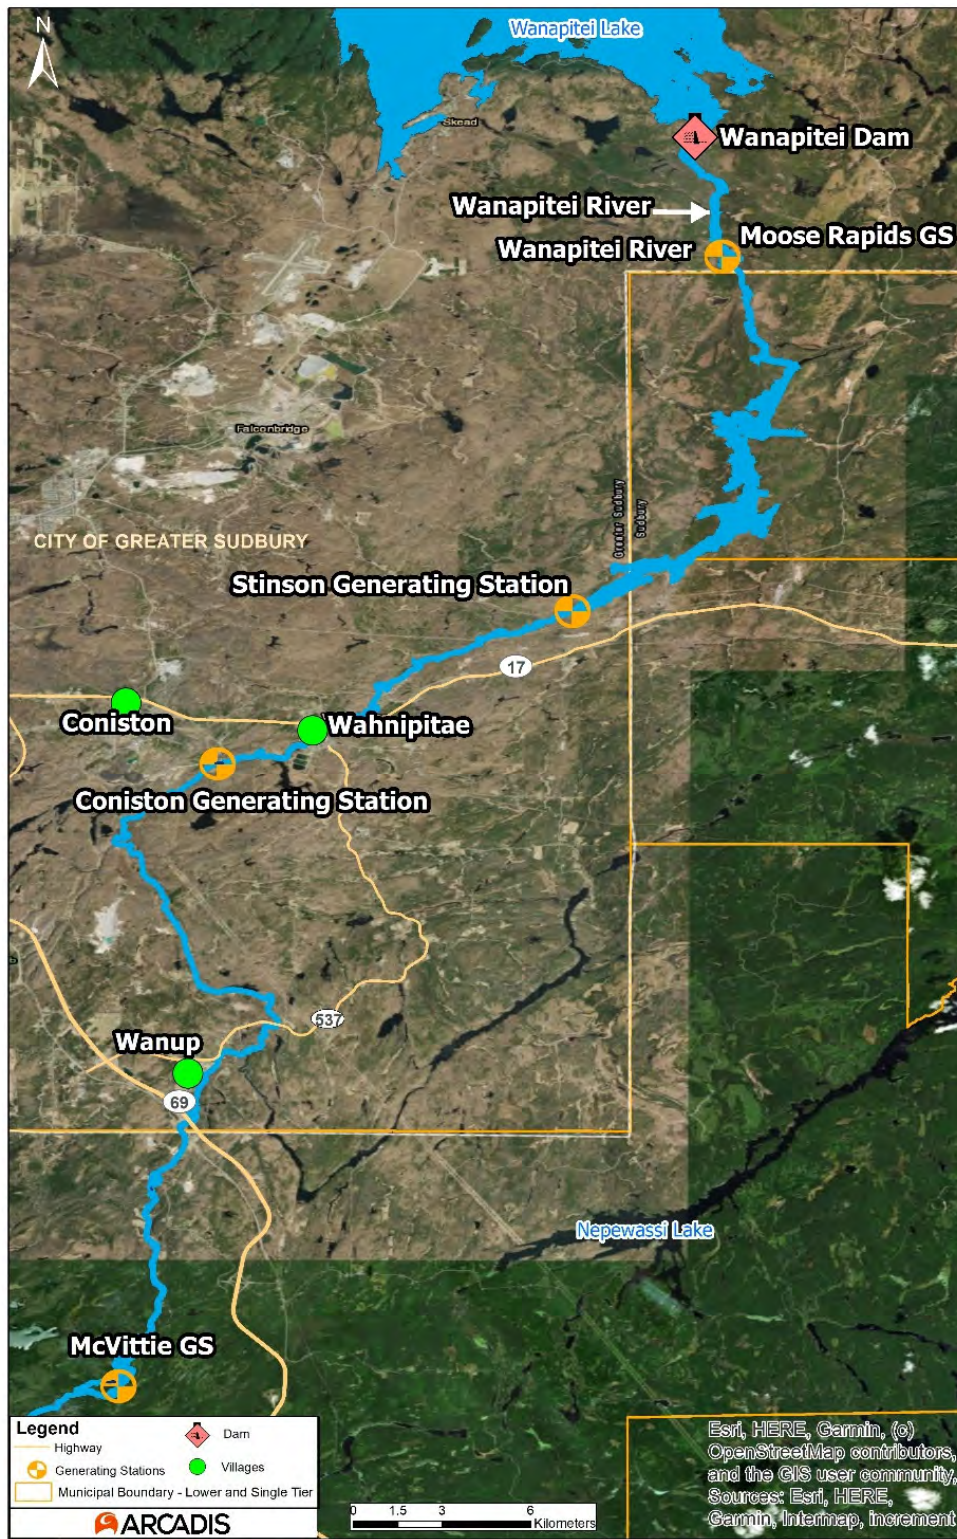 N
Wanapitei Lake
Skead
Wanapitei Dam
Wanapitei River
Wanapitei River
Moose Rapids GS
Falconbridge
Greater Sudbury
Sudbury
CITY OF GREATER SUDBURY
Stinson Generating Station
17
Coniston
Wahnipitae
Coniston Generating Station
537
Wanup
69
Nepewassi Lake
McVittie GS
Legend
Highway
Dam
Generating Stations
Villages
Municipal Boundary - Lower and Single Tier
ARCADIS
0 1.5 3 6
Kilometers
Esri, HERE, Garmin, (c)
OpenStreetMap contributors,
and the GIS user community,
Sources: Esri, HERE,
Garmin, Intermap, increment